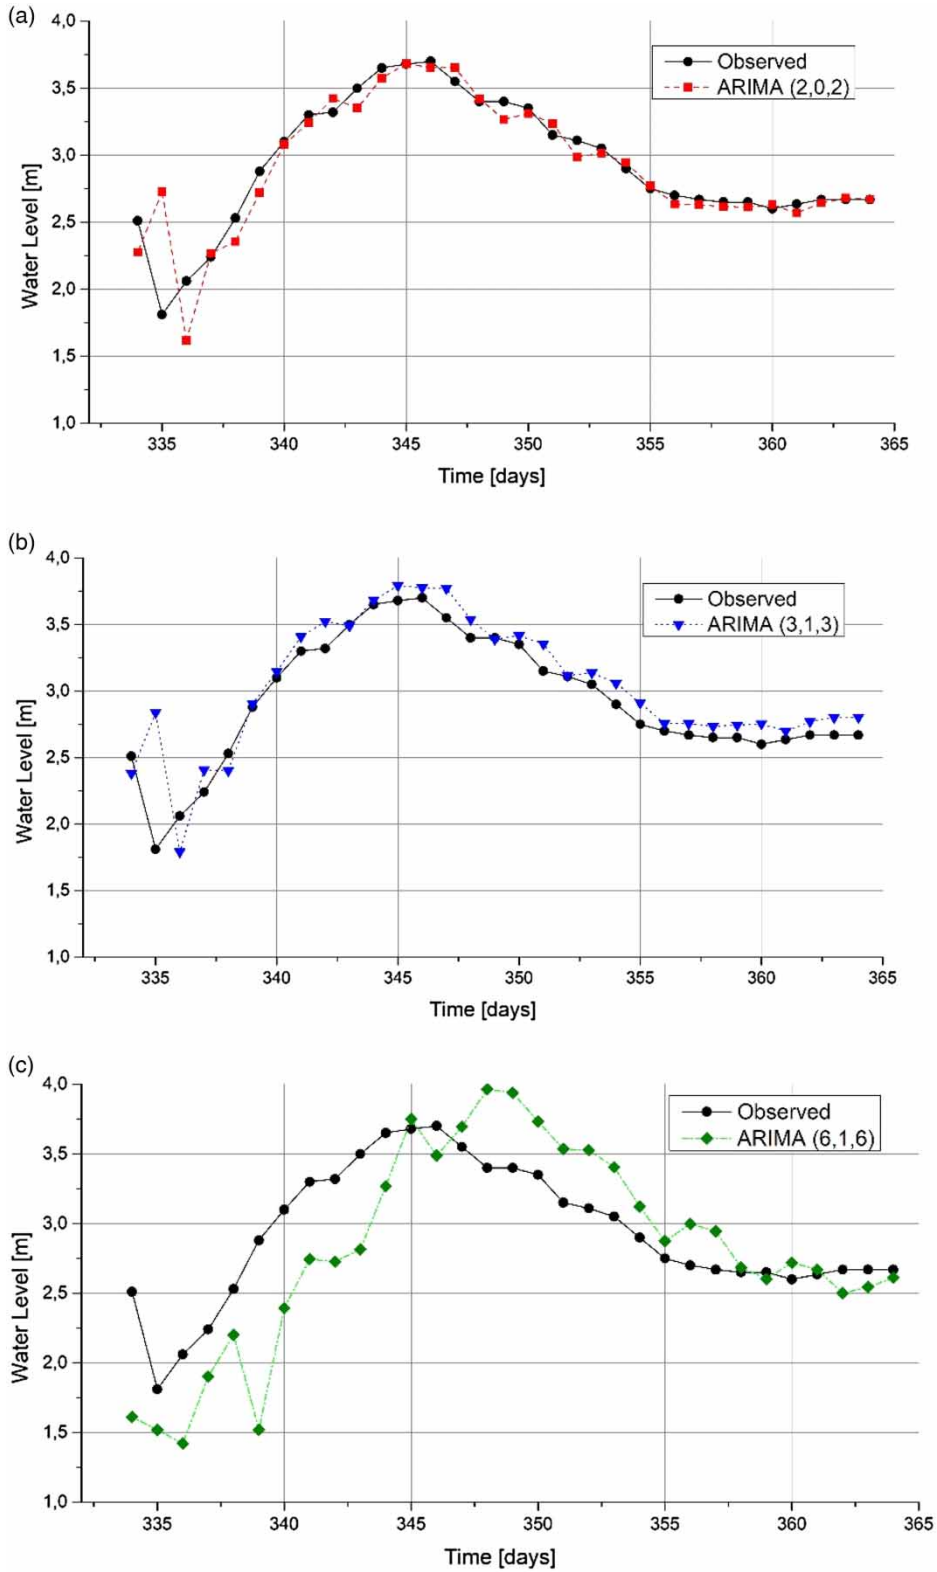 (a)
4,0
3,5
3,0
2,5
2,0
1,5
1,0
Water Level [m]
Observed
ARIMA (2,0,2)
335 340 345 350 355 360 365
Time [days]
(b)
4,0
3,5
3,0
2,5
2,0
1,5
1,0
Water Level [m]
Observed
ARIMA (3,1,3)
335 340 345 350 355 360 365
Time [days]
(c)
4,0
3,5
3,0
2,5
2,0
1,5
1,0
Water Level [m]
Observed
ARIMA (6,1,6)
335 340 345 350 355 360 365
Time [days]